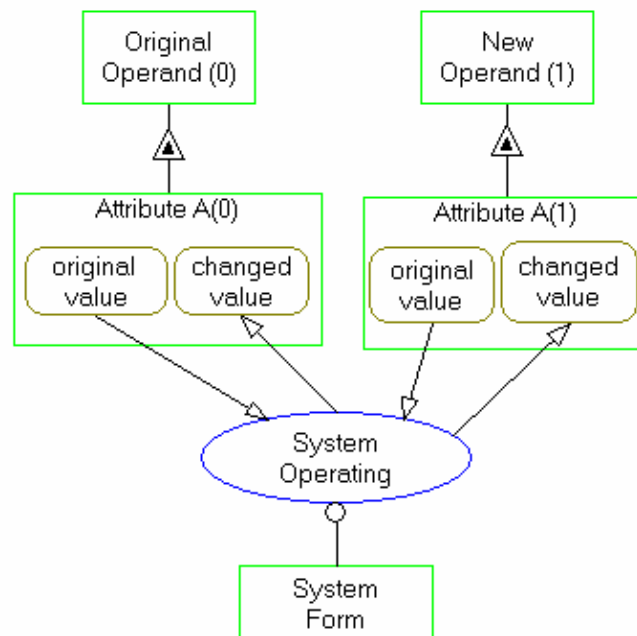 Original
Operand (0)
New
Operand (1)
Attribute A(0)
original
value
changed
value
Attribute A(1)
original
value
changed
value
System
Operating
System
Form